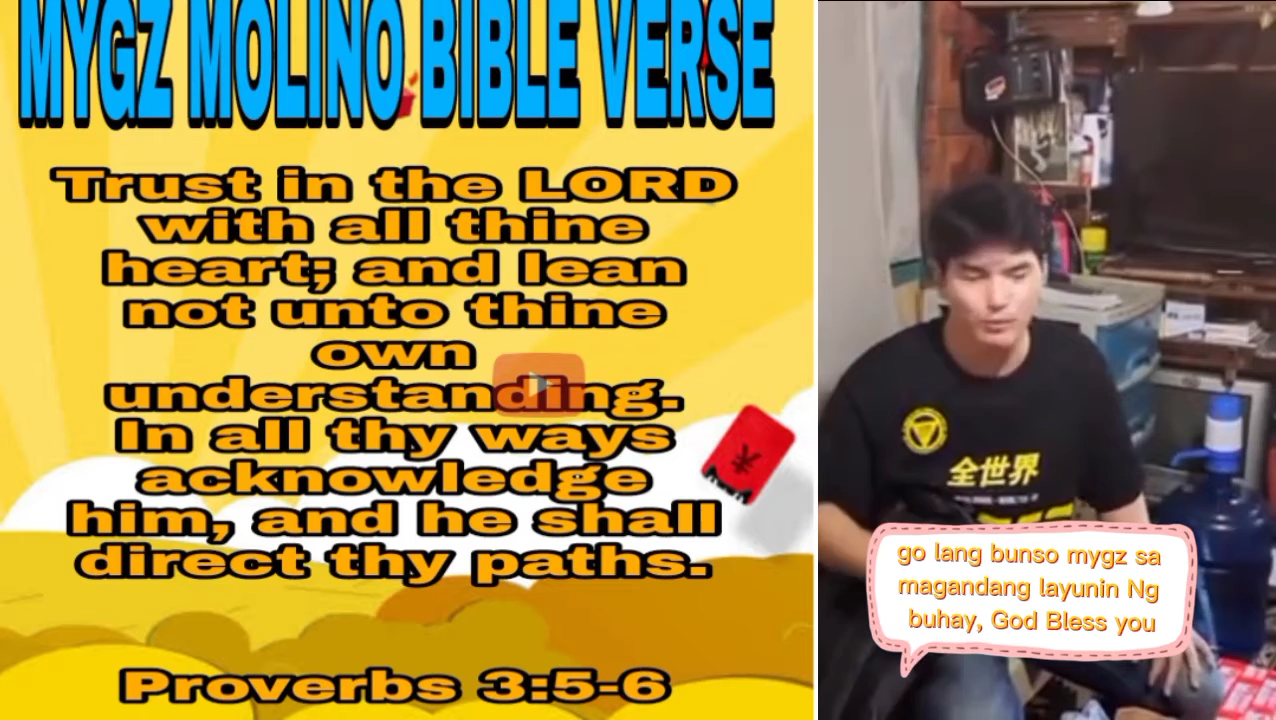 MYGZ MOLINO BIBLE VERSE
Trust in the LORD
with all thine
heart; and lean
not unto thine
own
understanding.
In all thy ways
acknowledge
him, and he shall
direct thy paths.
Proverbs 3:5-6
¥
全世界
go lang bunso mygz sa
magandang layunin Ng
buhay, God Bless you